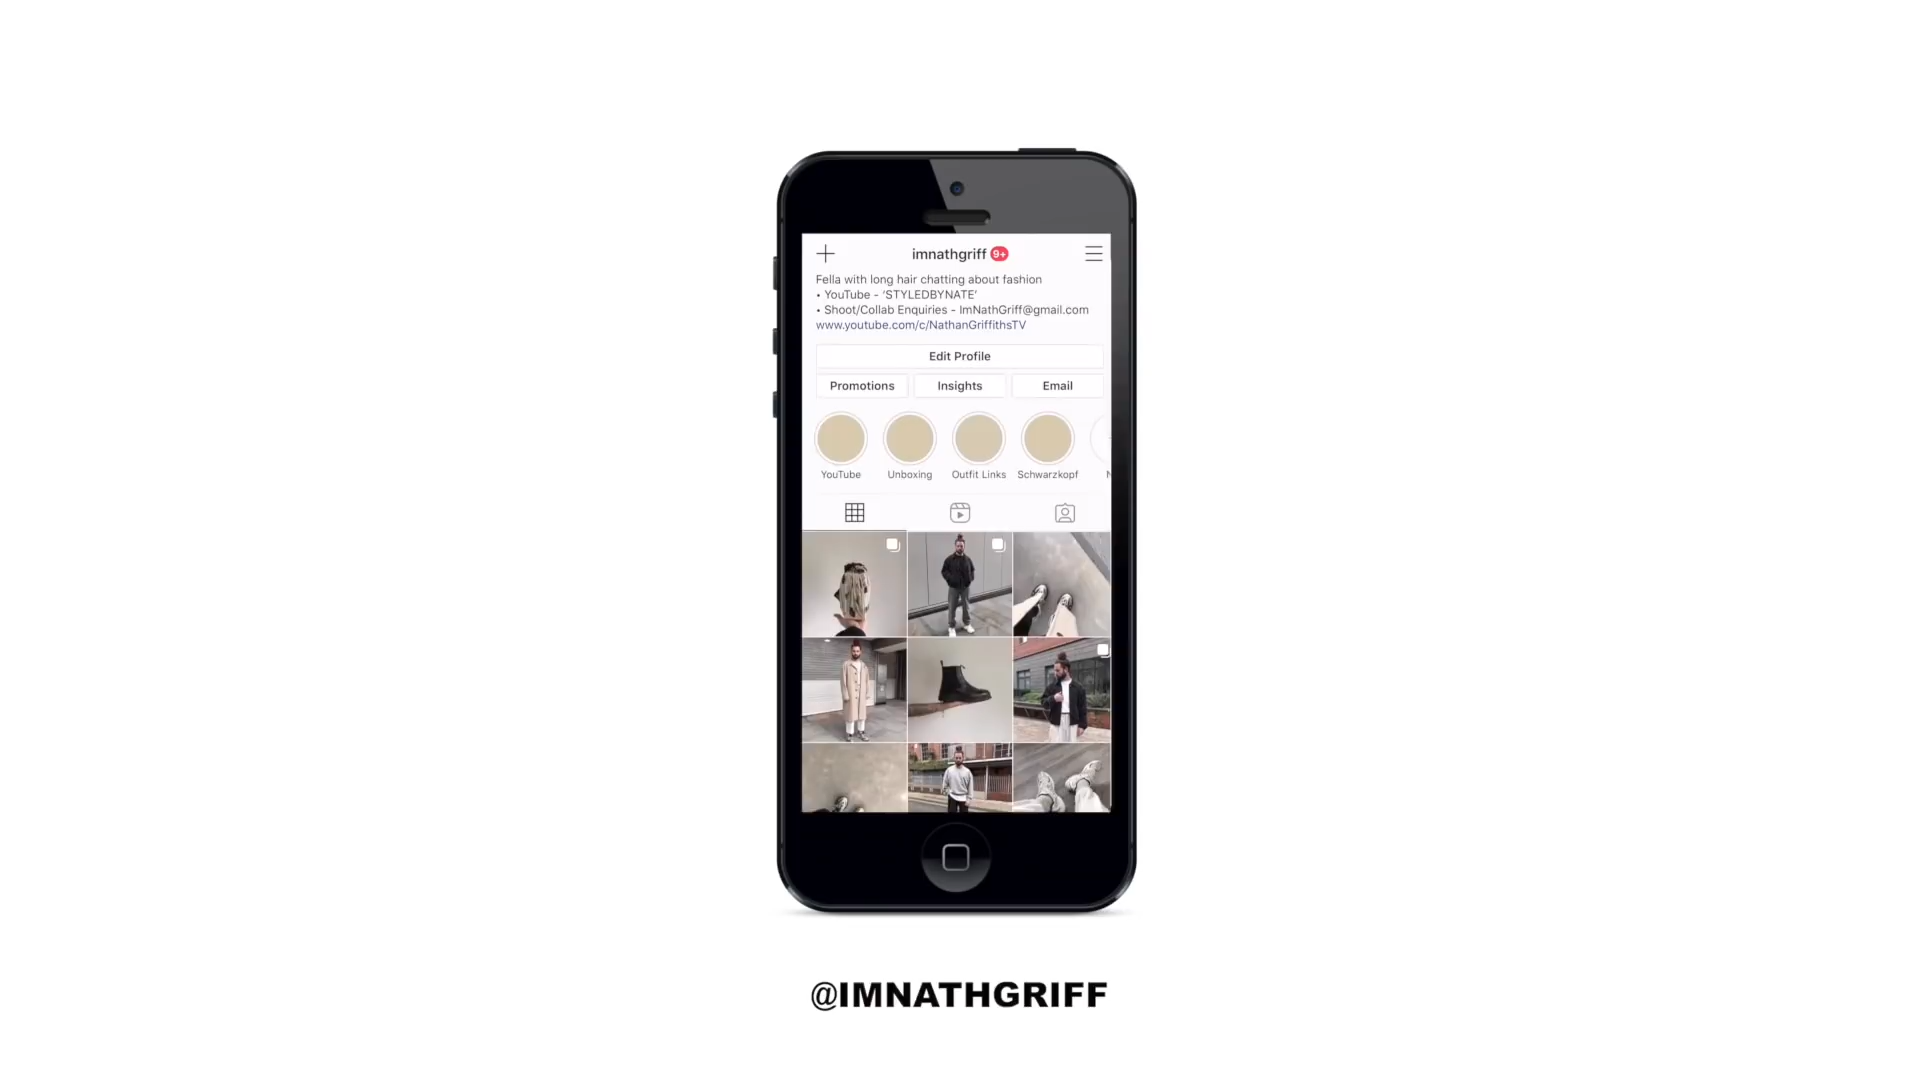 imnathgriff 9+
Fella with long hair chatting about fashion
• YouTube - ‘STYLEDBYNATE’
• Shoot/Collab Enquiries - ImNathGriff@gmail.com
www.youtube.com/c/NathanGriffithsTV
Edit Profile
Promotions Insights Email
YouTube Unboxing Outfit Links Schwarzkopf
@IMNATHGRIFF